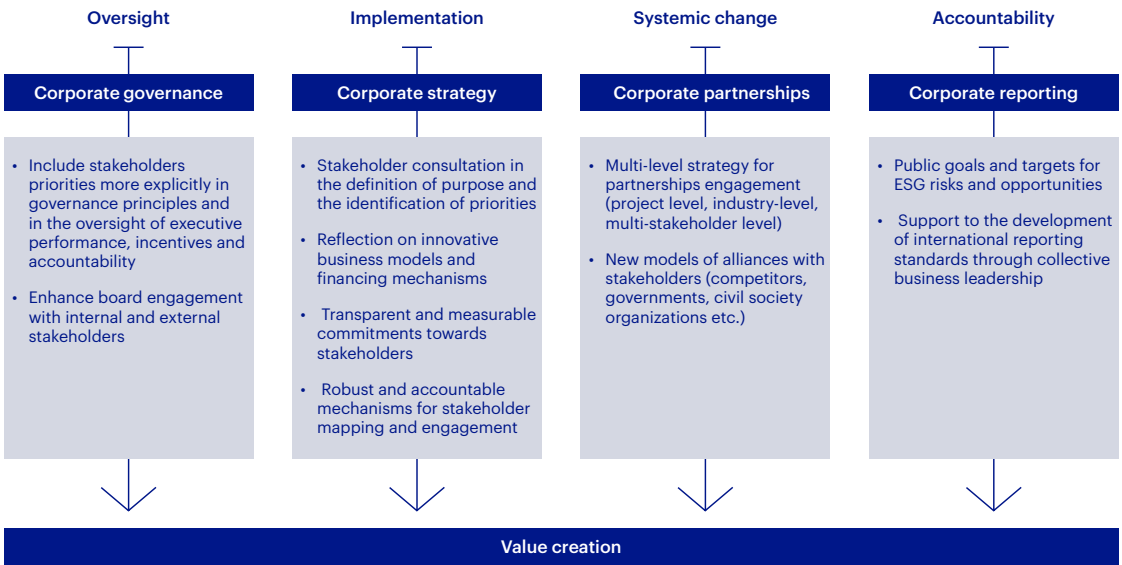 Oversight
Implementation
Systemic change
Accountability
Corporate governance
Corporate strategy
Corporate partnerships
Corporate reporting
• Include stakeholders
priorities more explicitly in
governance principles and
in the oversight of executive
performance, incentives and
accountability
• Enhance board engagement
with internal and external
stakeholders
• Stakeholder consultation in
the definition of purpose and
the identification of priorities
• Reflection on innovative
business models and
financing mechanisms
• Transparent and measurable
commitments towards
stakeholders
• Robust and accountable
mechanisms for stakeholder
mapping and engagement
• Multi-level strategy for
partnerships engagement
(project level, industry-level,
multi-stakeholder level)
• New models of alliances with
stakeholders (competitors,
governments, civil society
organizations etc.)
• Public goals and targets for
ESG risks and opportunities
• Support to the development
of international reporting
standards through collective
business leadership
Value creation